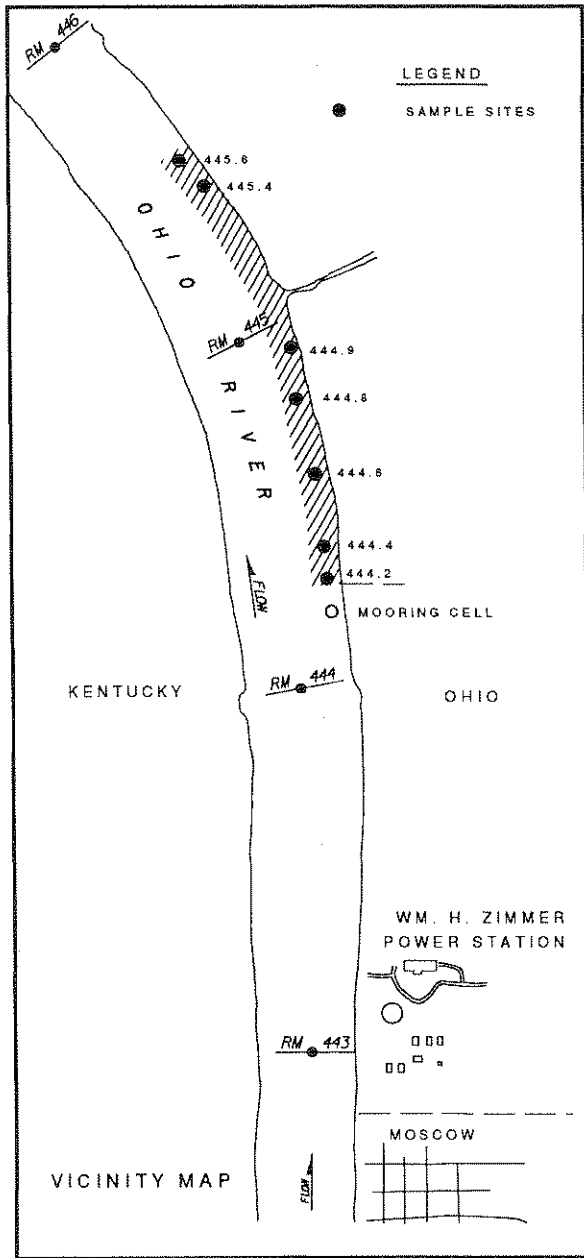 RM 446
LEGEND
SAMPLE SITES
445.6
445.4
OHIO
RM 445
444.9
RIVER
444.8
444.6
444.4
444.2
FLOW
MOORING CELL
RM 444
KENTUCKY
OHIO
WM. H. ZIMMER
POWER STATION
RM 443
MOSCOW
VICINITY MAP
FLOW